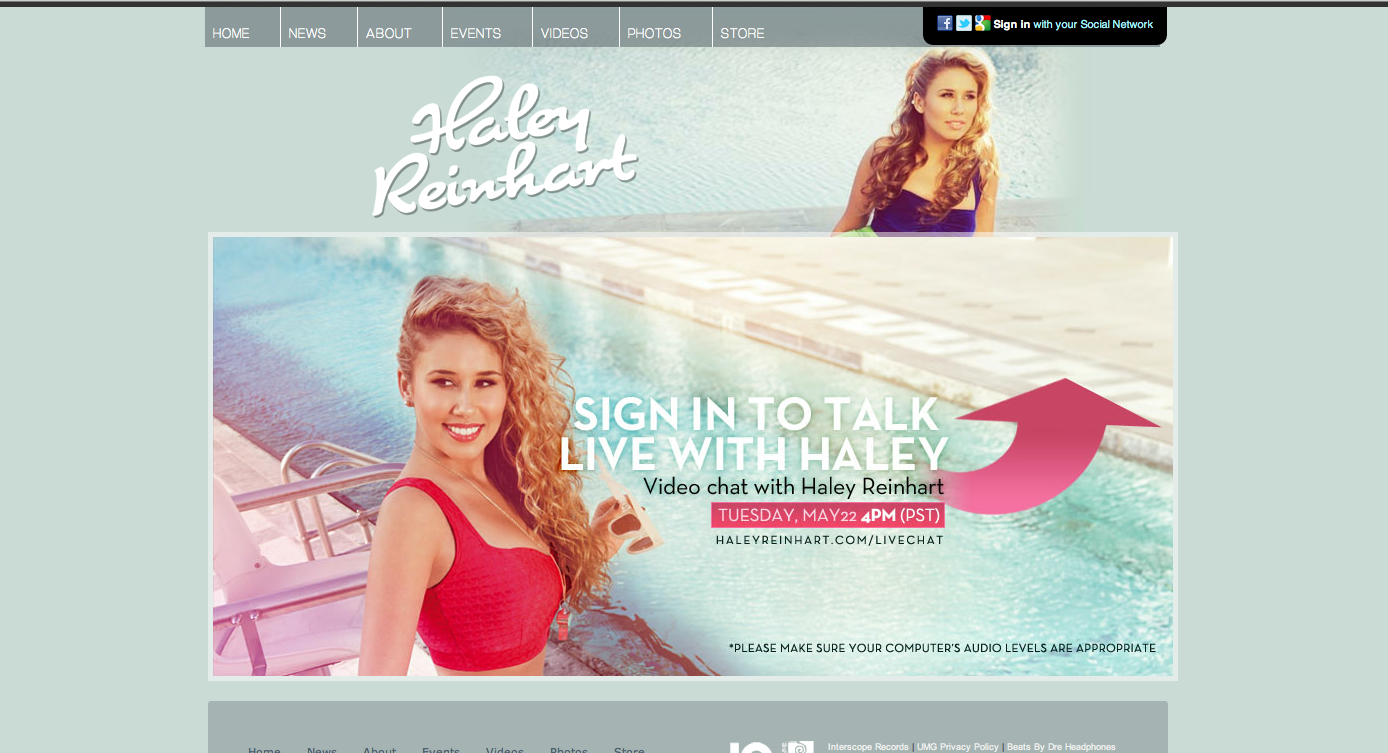 HOME NEWS ABOUT EVENTS VIDEOS PHOTOS STORE
Sign in with your Social Network
Haley
Reinhart
SIGN IN TO TALK
LIVE WITH HALEY
Video chat with Haley Reinhart
TUESDAY, MAY22 4PM (PST)
HALEYREINHART.COM/LIVECHAT
*PLEASE MAKE SURE YOUR COMPUTER'S AUDIO LEVELS ARE APPROPRIATE
Interscope Records | UMG Privacy Policy | Beats By Dre Headphones
Home News About Events Videos Photos Store